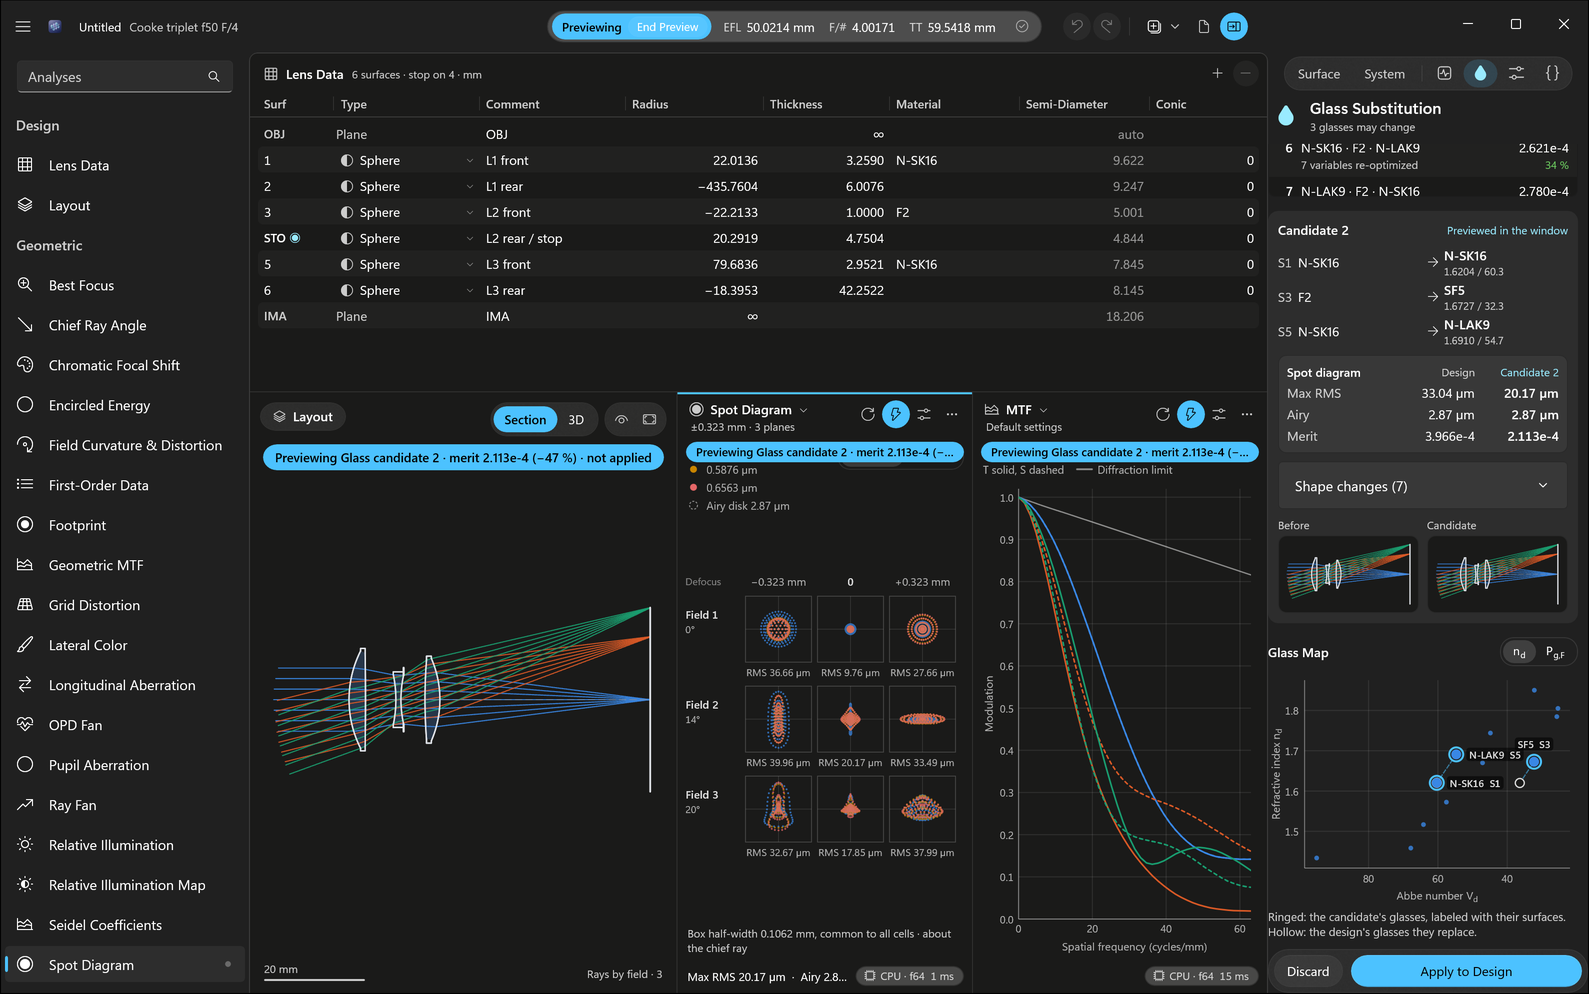 Untitled Cooke triplet f50 F/4
Previewing End Preview EFL 50.0214 mm F/# 4.00171 TT 59.5418 mm
Analyses
Design
Lens Data
Layout
Geometric
Best Focus
Chief Ray Angle
Chromatic Focal Shift
Encircled Energy
Field Curvature & Distortion
First-Order Data
Footprint
Geometric MTF
Grid Distortion
Lateral Color
Longitudinal Aberration
OPD Fan
Pupil Aberration
Ray Fan
Relative Illumination
Relative Illumination Map
Seidel Coefficients
Spot Diagram
Lens Data 6 surfaces · stop on 4 · mm
Surf Type Comment Radius Thickness Material Semi-Diameter Conic
OBJ Plane OBJ ∞ auto
1 Sphere L1 front 22.0136 3.2590 N-SK16 9.622 0
2 Sphere L1 rear −435.7604 6.0076 9.247 0
3 Sphere L2 front −22.2133 1.0000 F2 5.001 0
STO Sphere L2 rear / stop 20.2919 4.7504 4.844 0
5 Sphere L3 front 79.6836 2.9521 N-SK16 7.845 0
6 Sphere L3 rear −18.3953 42.2522 8.145 0
IMA Plane IMA ∞ 18.206
Layout
Section 3D
Previewing Glass candidate 2 · merit 2.113e-4 (−47 %) · not applied
20 mm
Rays by field · 3
Spot Diagram
±0.323 mm · 3 planes
Previewing Glass candidate 2 · merit 2.113e-4 (−...
0.5876 µm
0.6563 µm
Airy disk 2.87 µm
Defocus −0.323 mm 0 +0.323 mm
Field 1
0°
RMS 36.66 µm RMS 9.76 µm RMS 27.66 µm
Field 2
14°
RMS 39.96 µm RMS 20.17 µm RMS 33.49 µm
Field 3
20°
RMS 32.67 µm RMS 17.85 µm RMS 37.99 µm
Box half-width 0.1062 mm, common to all cells · about
the chief ray
Max RMS 20.17 µm · Airy 2.8... CPU · f64 1 ms
MTF
Default settings
Previewing Glass candidate 2 · merit 2.113e-4 (−...
T solid, S dashed Diffraction limit
Modulation
1.0
0.9
0.8
0.7
0.6
0.5
0.4
0.3
0.2
0.1
0.0
0 20 40 60
Spatial frequency (cycles/mm)
CPU · f64 15 ms
Surface System { }
Glass Substitution
3 glasses may change
6 N-SK16 · F2 · N-LAK9 2.621e-4
7 variables re-optimized 34 %
7 N-LAK9 · F2 · N-SK16 2.780e-4
Candidate 2 Previewed in the window
S1 N-SK16 → N-SK16
1.6204 / 60.3
S3 F2 → SF5
1.6727 / 32.3
S5 N-SK16 → N-LAK9
1.6910 / 54.7
Spot diagram Design Candidate 2
Max RMS 33.04 µm 20.17 µm
Airy 2.87 µm 2.87 µm
Merit 3.966e-4 2.113e-4
Shape changes (7)
Before Candidate
Glass Map nd Pg,F
Refractive index nd
1.8
1.7
1.6
1.5
SF5 S3
N-LAK9 S5
N-SK16 S1
80 60 40
Abbe number Vd
Ringed: the candidate's glasses, labeled with their surfaces.
Hollow: the design's glasses they replace.
Discard Apply to Design